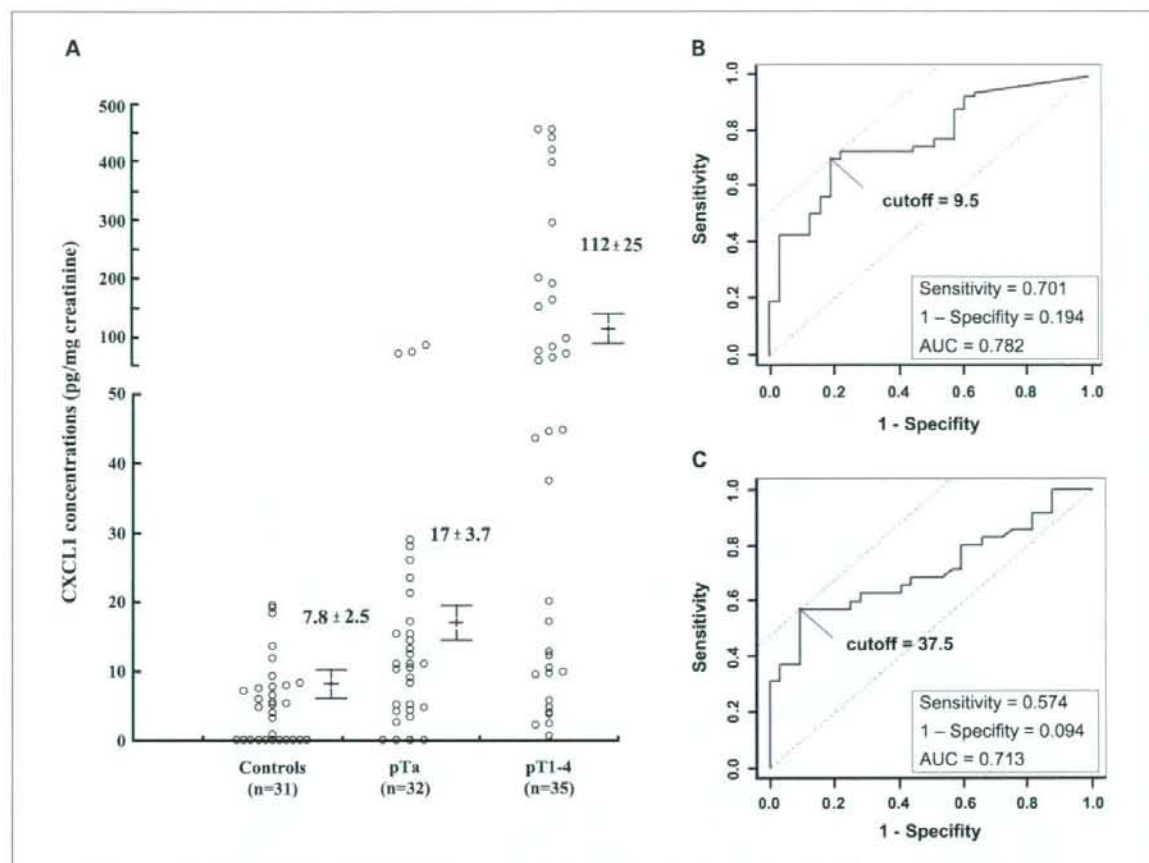 A
CXCL1 concentrations (pg/mg creatinine)
500
400
300
200
100
50
40
30
20
10
0
7.8 ± 2.5
17 ± 3.7
112 ± 25
Controls
(n=31)
pTa
(n=32)
pT1-4
(n=35)
B
Sensitivity
1.0
0.8
0.6
0.4
0.2
0.0
cutoff = 9.5
Sensitivity = 0.701
1 – Specifity = 0.194
AUC = 0.782
0.0 0.2 0.4 0.6 0.8 1.0
1 - Specifity
C
Sensitivity
1.0
0.8
0.6
0.4
0.2
0.0
cutoff = 37.5
Sensitivity = 0.574
1 – Specifity = 0.094
AUC = 0.713
0.0 0.2 0.4 0.6 0.8 1.0
1 - Specifity